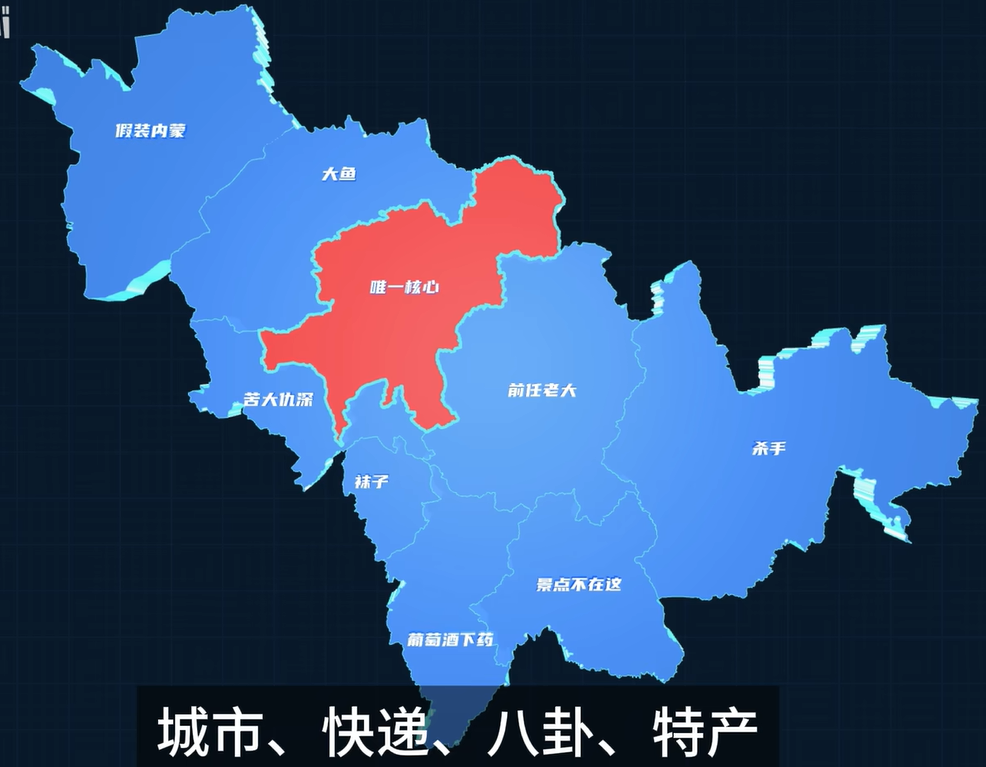 假装内蒙
大鱼
唯一核心
前任老大
苦大仇深
杀手
袜子
景点不在这
葡萄酒下药
城市、快递、八卦、特产